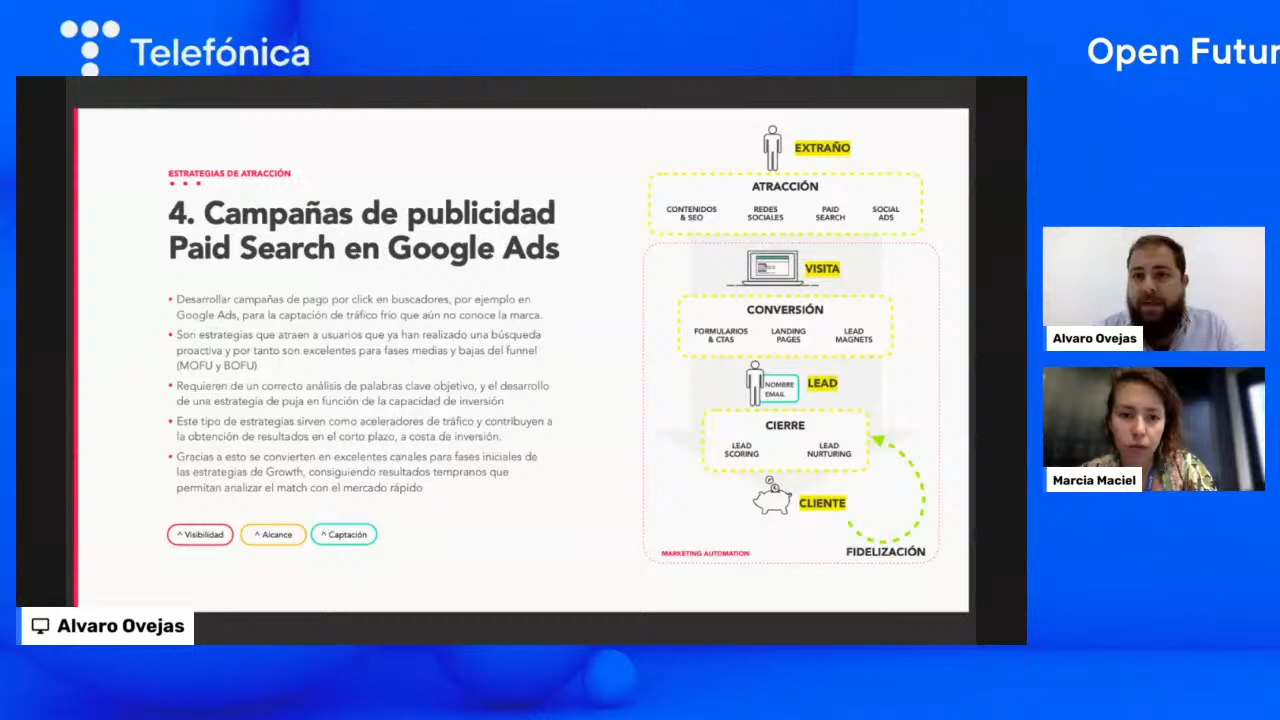 Telefónica
Open Futur
ESTRATEGIAS DE ATRACCIÓN
4. Campañas de publicidad
Paid Search en Google Ads
• Desarrollar campañas de pago por click en buscadores, por ejemplo en
Google Ads, para la captación de tráfico frío que aún no conoce la marca.
• Son estrategias que atraen a usuarios que ya han realizado una búsqueda
proactiva y por tanto son excelentes para fases medias y bajas del funnel
(MOFU y BOFU)
• Requieren de un correcto análisis de palabras clave objetivo, y el desarrollo
de una estrategia de puja en función de la capacidad de inversión
• Este tipo de estrategias sirven como aceleradores de tráfico y contribuyen a
la obtención de resultados en el corto plazo, a costa de inversión.
• Gracias a esto se convierten en excelentes canales para fases iniciales de
las estrategias de Growth, consiguiendo resultados tempranos que
permitan analizar el match con el mercado rápido
^ Visibilidad
^ Alcance
^ Captación
EXTRAÑO
ATRACCIÓN
CONTENIDOS
& SEO
REDES
SOCIALES
PAID
SEARCH
SOCIAL
ADS
VISITA
CONVERSIÓN
FORMULARIOS
& CTAS
LANDING
PAGES
LEAD
MAGNETS
NOMBRE
EMAIL
LEAD
CIERRE
LEAD
SCORING
LEAD
NURTURING
CLIENTE
MARKETING AUTOMATION
FIDELIZACIÓN
Alvaro Ovejas
Marcia Maciel
Alvaro Ovejas